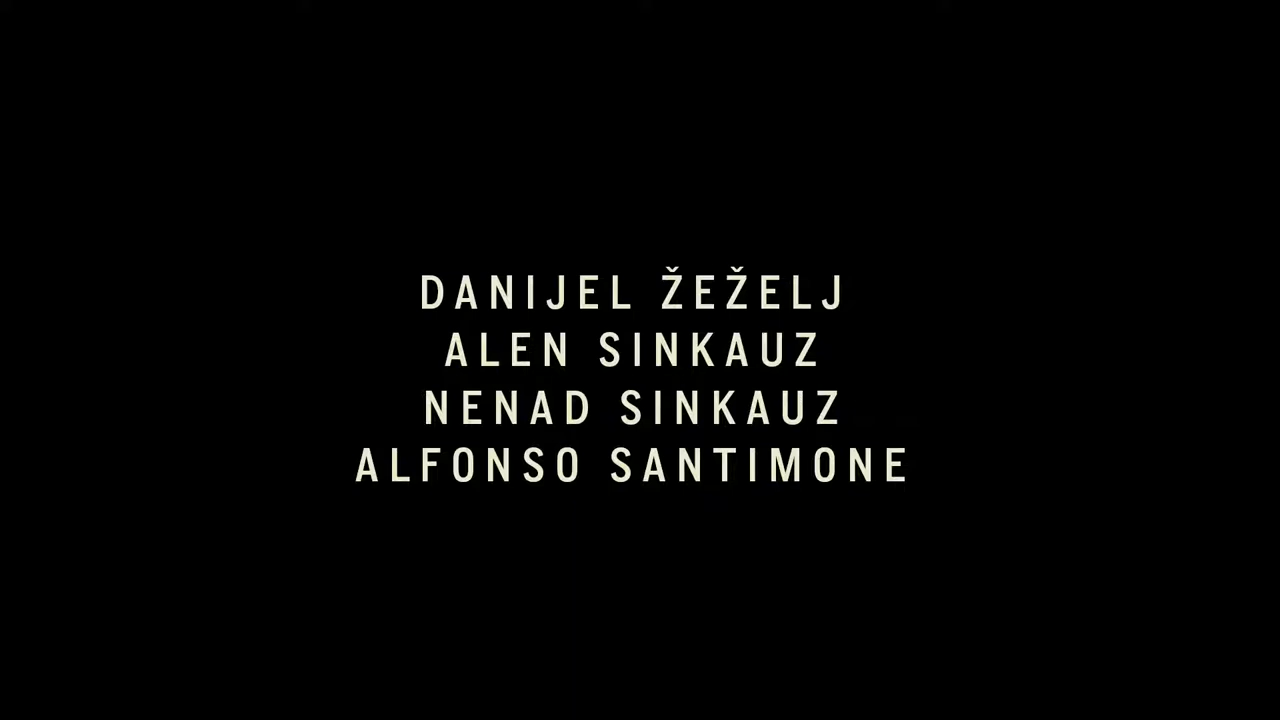 DANIJEL ŽEŽELJ
ALEN SINKAUZ
NENAD SINKAUZ
ALFONSO SANTIMONE